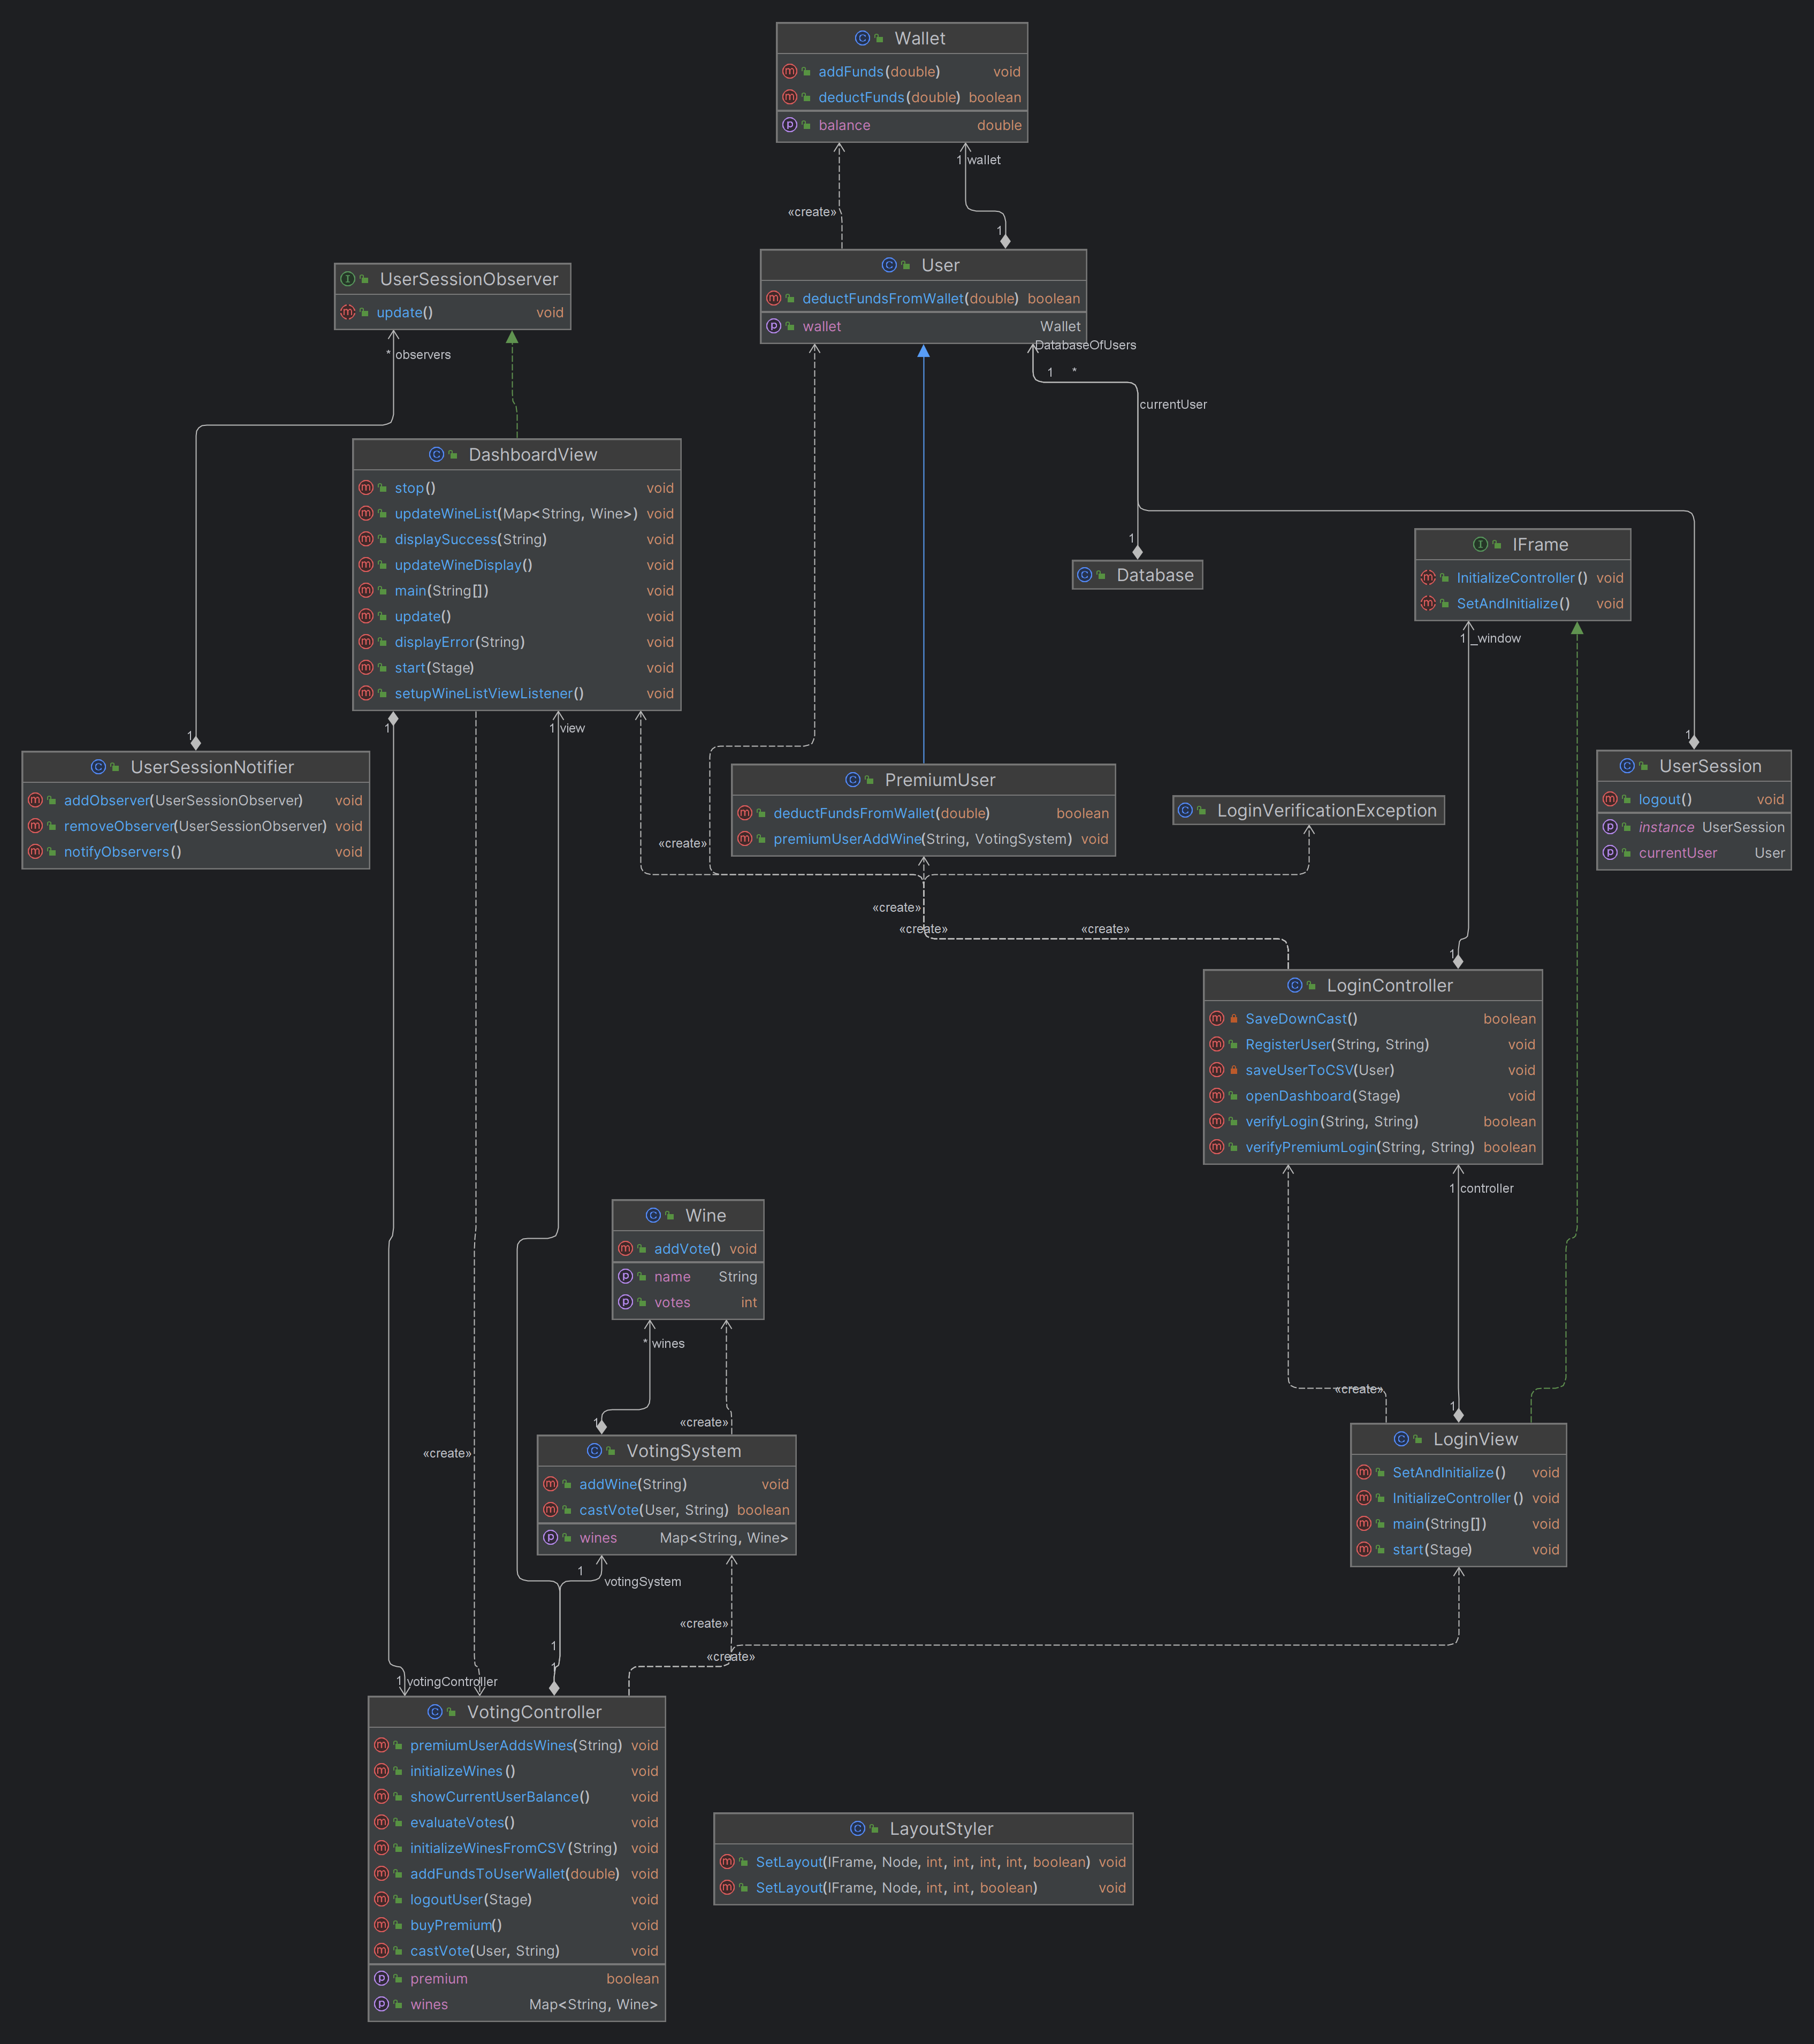 Wallet
addFunds(double) void
deductFunds(double) boolean
balance double
1 wallet
«create»
1
User
deductFundsFromWallet(double) boolean
wallet Wallet
UserSessionObserver
update() void
* observers
DatabaseOfUsers
1 *
currentUser
DashboardView
stop() void
updateWineList(Map<String, Wine>) void
displaySuccess(String) void
updateWineDisplay() void
main(String[]) void
update() void
displayError(String) void
start(Stage) void
setupWineListViewListener() void
1
Database
IFrame
InitializeController() void
SetAndInitialize() void
1 _window
1
1 view
1
1
UserSessionNotifier
addObserver(UserSessionObserver) void
removeObserver(UserSessionObserver) void
notifyObservers() void
PremiumUser
deductFundsFromWallet(double) boolean
premiumUserAddWine(String, VotingSystem) void
LoginVerificationException
UserSession
logout() void
instance UserSession
currentUser User
«create»
«create»
«create»
«create»
1
LoginController
SaveDownCast() boolean
RegisterUser(String, String) void
saveUserToCSV(User) void
openDashboard(Stage) void
verifyLogin(String, String) boolean
verifyPremiumLogin(String, String) boolean
1 controller
Wine
addVote() void
name String
votes int
* wines
«create»
1
1
«create»
«create»
VotingSystem
addWine(String) void
castVote(User, String) boolean
wines Map<String, Wine>
LoginView
SetAndInitialize() void
InitializeController() void
main(String[]) void
start(Stage) void
1
votingSystem
«create»
1
«create»
1
1 votingController
VotingController
premiumUserAddsWines(String) void
initializeWines() void
showCurrentUserBalance() void
evaluateVotes() void
initializeWinesFromCSV(String) void
addFundsToUserWallet(double) void
logoutUser(Stage) void
buyPremium() void
castVote(User, String) void
premium boolean
wines Map<String, Wine>
LayoutStyler
SetLayout(IFrame, Node, int, int, int, int, boolean) void
SetLayout(IFrame, Node, int, int, boolean) void